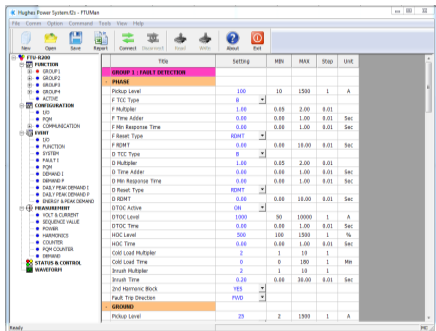 Hughes Power System.f2s - FTUMan
File Comm Option Command Tools View Help
New Open Save Report Connect Disconnect Read Write About Exit
FTU-R200
FUNCTION
GROUP1
GROUP2
GROUP3
GROUP4
ACTIVE
CONFIGURATION
I/O
PQM
COMMUNICATION
EVENT
I/O
FUNCTION
SYSTEM
FAULT I
PQM
DEMAND I
DEMAND P
DAILY PEAK DEMAND I
DAILY PEAK DEMAND P
ENERGY & PEAK DEMAND
MEASUREMENT
VOLT & CURRENT
SEQUENCE VALUE
POWER
HARMONICS
COUNTER
PQM COUNTER
DEMAND
STATUS & CONTROL
WAVEFORM
Title Setting MIN MAX Step Unit
GROUP 1 : FAULT DETECTION
- PHASE
Pickup Level 100 10 1500 1 A
F TCC Type B
F Multiplier 1.00 0.05 2.00 0.01
F Time Adder 0.00 0.00 1.00 0.01 Sec
F Min Response Time 0.00 0.00 1.00 0.01 Sec
F Reset Type RDMT
F RDMT 0.00 0.00 10.00 0.01 Sec
D TCC Type B
D Multiplier 1.00 0.05 2.00 0.01
D Time Adder 0.00 0.00 1.00 0.01 Sec
D Min Response Time 0.00 0.00 1.00 0.01 Sec
D Reset Type RDMT
D RDMT 0.00 0.00 10.00 0.01 Sec
DTOC Active ON
DTOC Level 1000 50 10000 1 A
DTOC Time 0.00 0.00 1.00 0.01 Sec
HOC Level 500 100 1500 1 %
HOC Time 0.00 0.00 1.00 0.01 Sec
Cold Load Multiplier 2 1 10 1
Cold Load Time 0 0 180 1 Min
Inrush Multiplier 2 1 10 1
Inrush Time 0.20 0.00 30.00 0.01 Sec
2nd Harmonic Block YES
Fault Trip Direction FWD
- GROUND
Pickup Level 25 2 1500 1 A
Ready